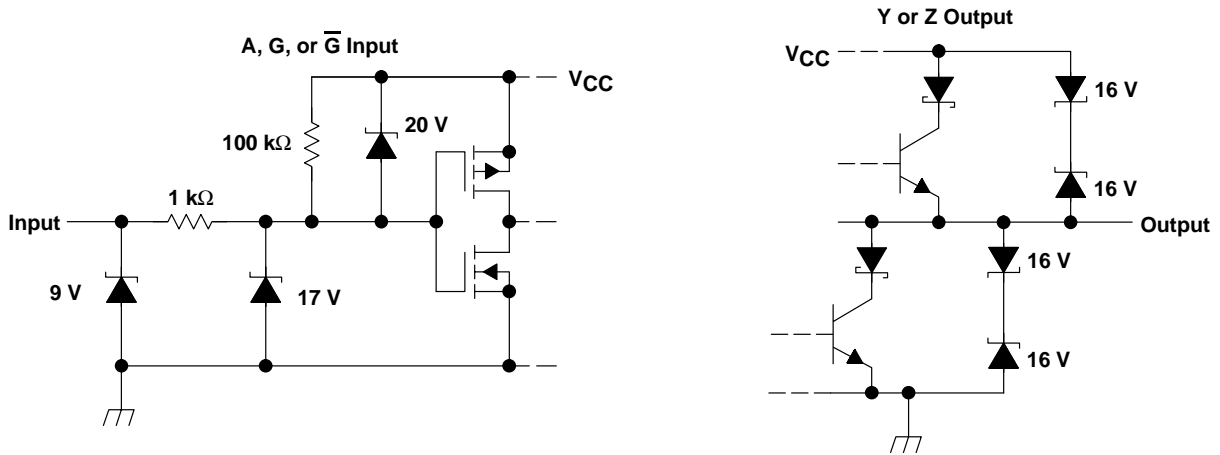 A, G, or G̅ Input
VCC
20 V
100 kΩ
1 kΩ
Input
9 V
17 V
Y or Z Output
VCC
16 V
16 V
Output
16 V
16 V